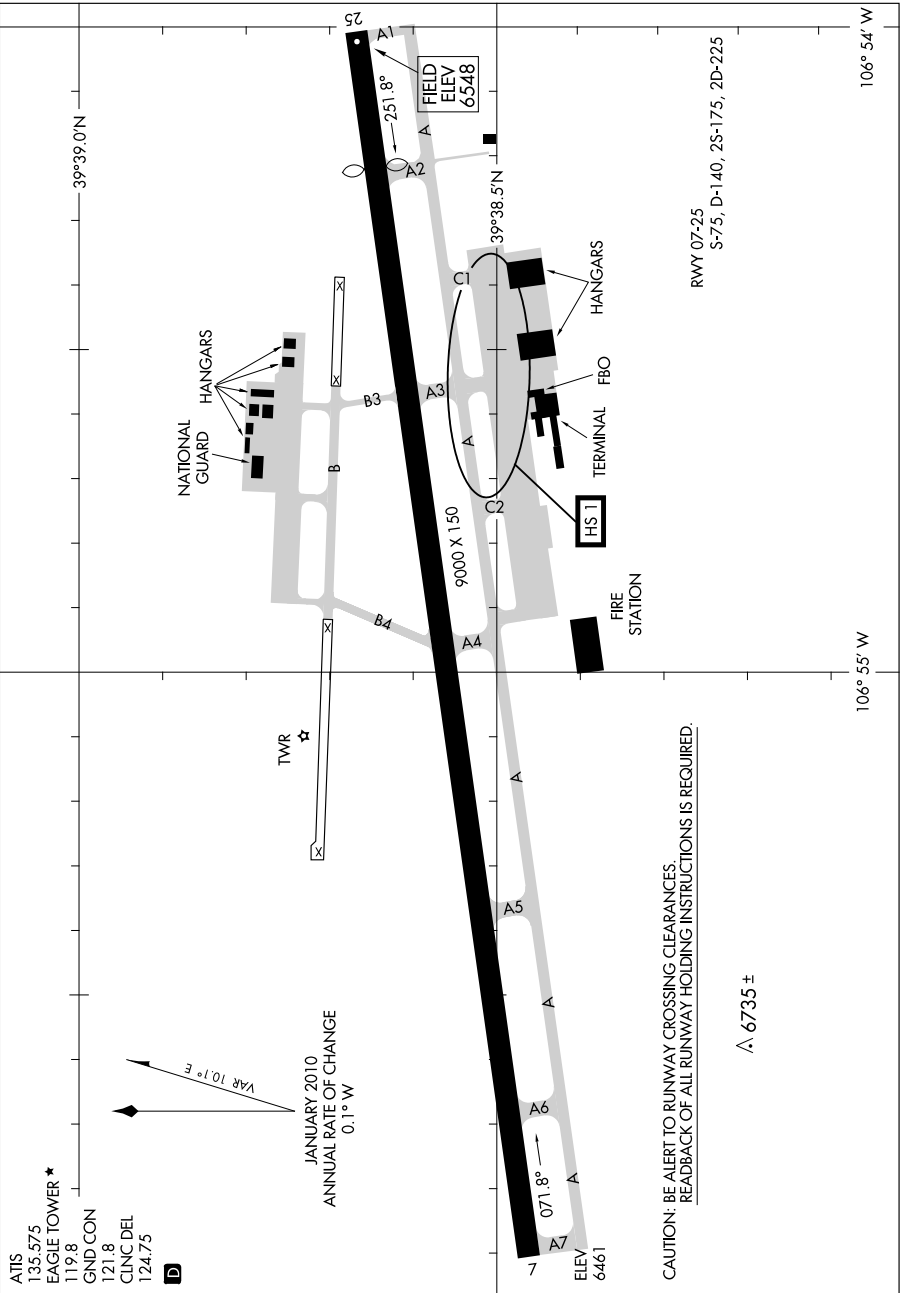 ATIS
135.575
EAGLE TOWER ★
119.8
GND CON
121.8
CLNC DEL
124.75
D
39°39.0'N
VAR 10.1° E
JANUARY 2010
ANNUAL RATE OF CHANGE
0.1° W
TWR
NATIONAL
GUARD
HANGARS
X
X
X
X
B
B3
B4
25
A1
FIELD
ELEV
6548
251.8°
A
A2
A3
A
A4
C1
C2
9000 X 150
39°38.5'N
HS 1
HANGARS
FBO
TERMINAL
FIRE
STATION
A
A5
A
A6
071.8°
A
A7
7
ELEV
6461
RWY 07-25
S-75, D-140, 2S-175, 2D-225
CAUTION: BE ALERT TO RUNWAY CROSSING CLEARANCES.
READBACK OF ALL RUNWAY HOLDING INSTRUCTIONS IS REQUIRED.
6735 ±
106° 55' W
106° 54' W